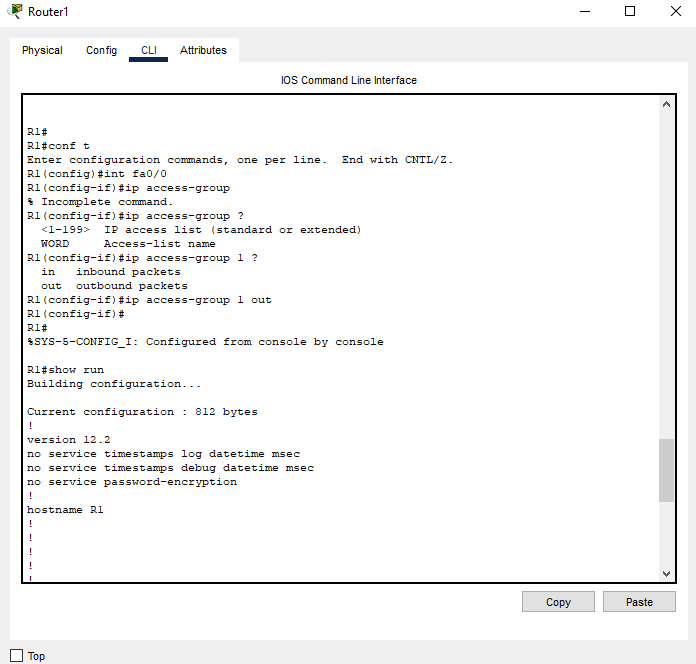 Router1
Physical Config CLI Attributes
IOS Command Line Interface
R1#
R1#conf t
Enter configuration commands, one per line.  End with CNTL/Z.
R1(config)#int fa0/0
R1(config-if)#ip access-group
% Incomplete command.
R1(config-if)#ip access-group ?
  <1-199>  IP access list (standard or extended)
  WORD     Access-list name
R1(config-if)#ip access-group 1 ?
  in   inbound packets
  out  outbound packets
R1(config-if)#ip access-group 1 out
R1(config-if)#
R1#
%SYS-5-CONFIG_I: Configured from console by console
R1#show run
Building configuration...
Current configuration : 812 bytes
!
version 12.2
no service timestamps log datetime msec
no service timestamps debug datetime msec
no service password-encryption
!
hostname R1
!
!
!
!
!
Copy Paste
Top